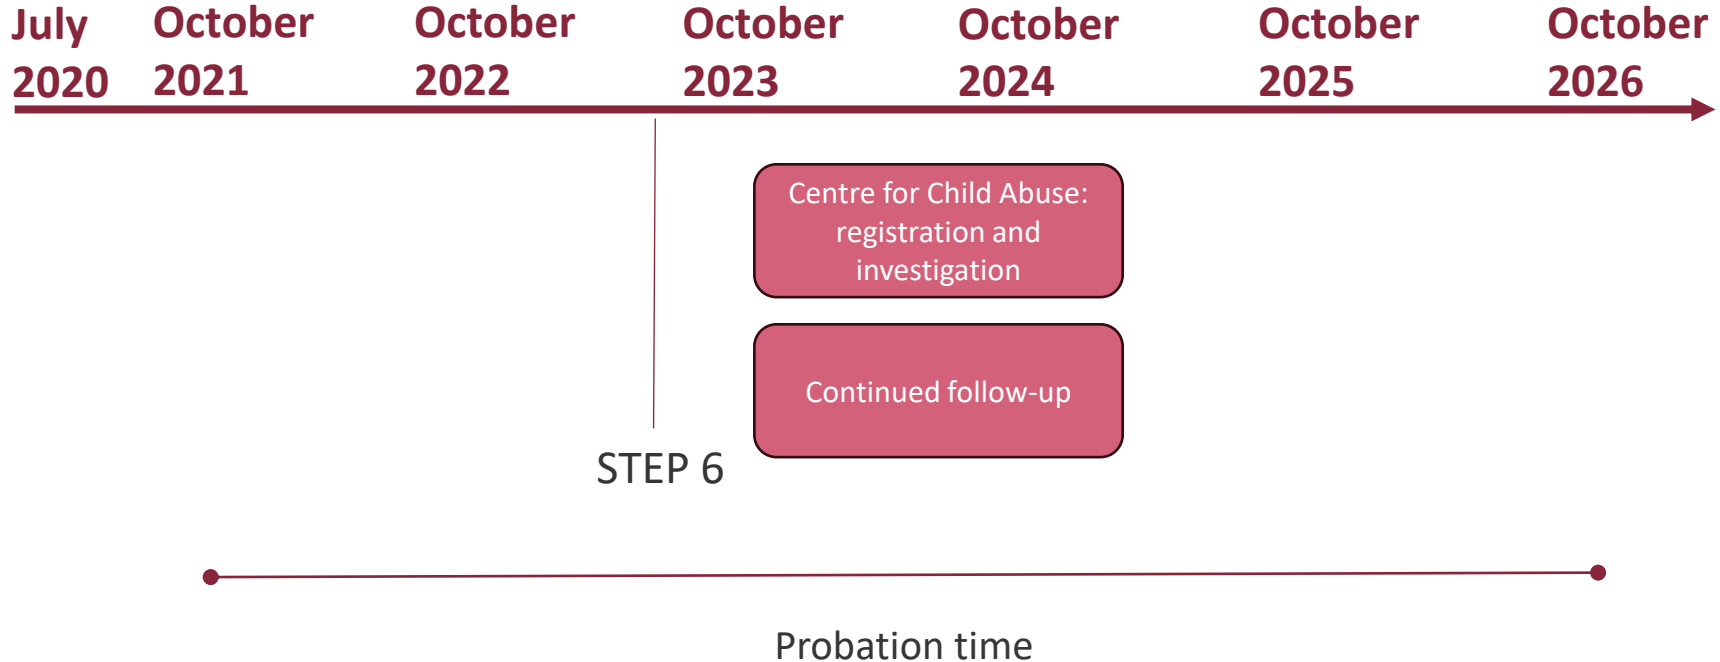 July
2020
October
2021
October
2022
October
2023
October
2024
October
2025
October
2026
Centre for Child Abuse:
registration and
investigation
Continued follow-up
STEP 6
Probation time